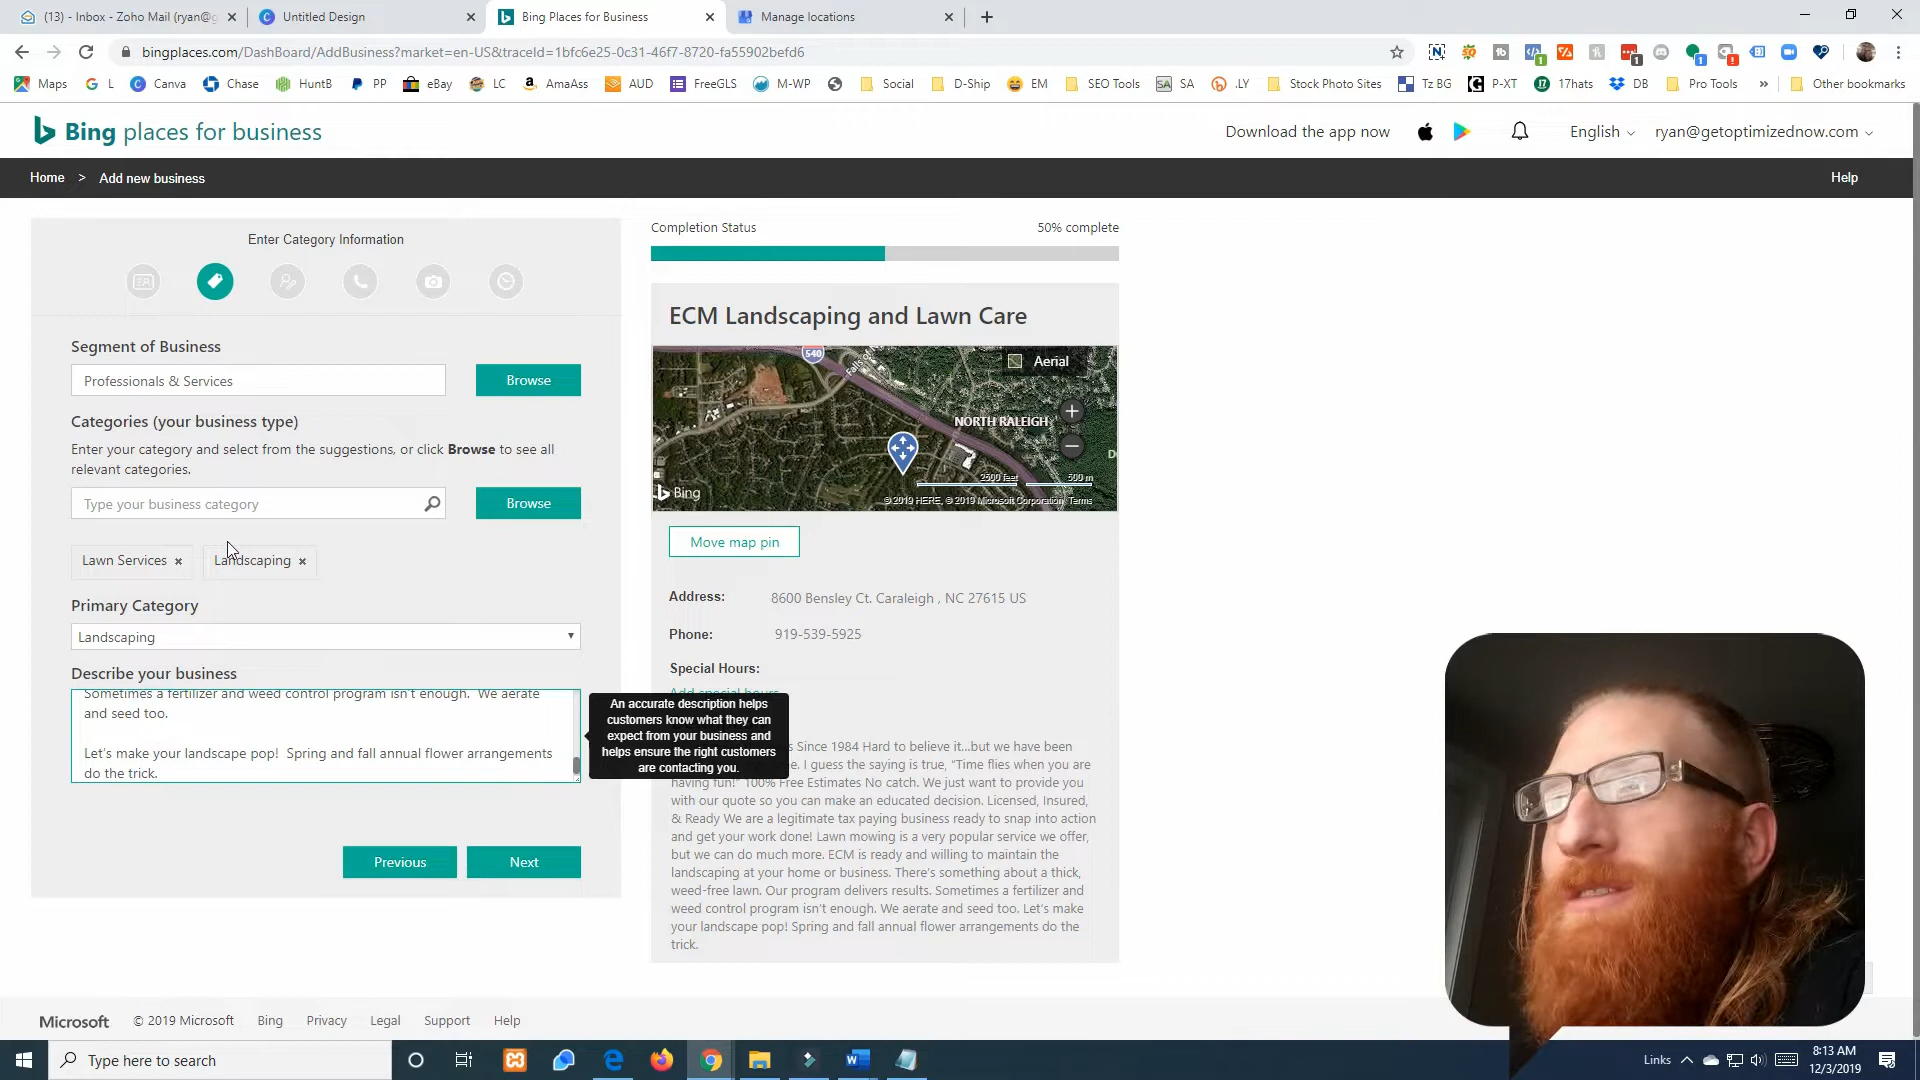 (13) - Inbox - Zoho Mail (ryan@g
Untitled Design
Bing Places for Business
Manage locations
bingplaces.com/DashBoard/AddBusiness?market=en-US&traceId=1bfc6e25-0c31-46f7-8720-fa55902befd6
Maps
G L
Canva
Chase
HuntB
PP
eBay
LC
AmaAss
AUD
FreeGLS
M-WP
Social
D-Ship
EM
SEO Tools
SA
.LY
Stock Photo Sites
Tz BG
P-XT
17hats
DB
Pro Tools
»
Other bookmarks
Bing places for business
Download the app now
English
ryan@getoptimizednow.com
Home > Add new business
Help
Enter Category Information
Segment of Business
Professionals & Services
Browse
Categories (your business type)
Enter your category and select from the suggestions, or click Browse to see all
relevant categories.
Type your business category
Browse
Lawn Services ×
Landscaping ×
Primary Category
Landscaping
Describe your business
Sometimes a fertilizer and weed control program isn't enough. We aerate
and seed too.
Let's make your landscape pop! Spring and fall annual flower arrangements
do the trick.
Previous
Next
Completion Status
50% complete
ECM Landscaping and Lawn Care
540
Aerial
NORTH RALEIGH
2500 feet
500 m
Bing
© 2019 HERE, © 2019 Microsoft Corporation Terms
Move map pin
Address: 8600 Bensley Ct. Caraleigh , NC 27615 US
Phone: 919-539-5925
Special Hours:
Add special hours
An accurate description helps
customers know what they can
expect from your business and
helps ensure the right customers
are contacting you.
Since 1984 Hard to believe it...but we have been
I guess the saying is true, "Time flies when you are
having fun!" 100% Free Estimates No catch. We just want to provide you
with our quote so you can make an educated decision. Licensed, Insured,
& Ready We are a legitimate tax paying business ready to snap into action
and get your work done! Lawn mowing is a very popular service we offer,
but we can do much more. ECM is ready and willing to maintain the
landscaping at your home or business. There's something about a thick,
weed-free lawn. Our program delivers results. Sometimes a fertilizer and
weed control program isn't enough. We aerate and seed too. Let's make
your landscape pop! Spring and fall annual flower arrangements do the
trick.
Microsoft
© 2019 Microsoft
Bing
Privacy
Legal
Support
Help
Type here to search
Links
8:13 AM
12/3/2019